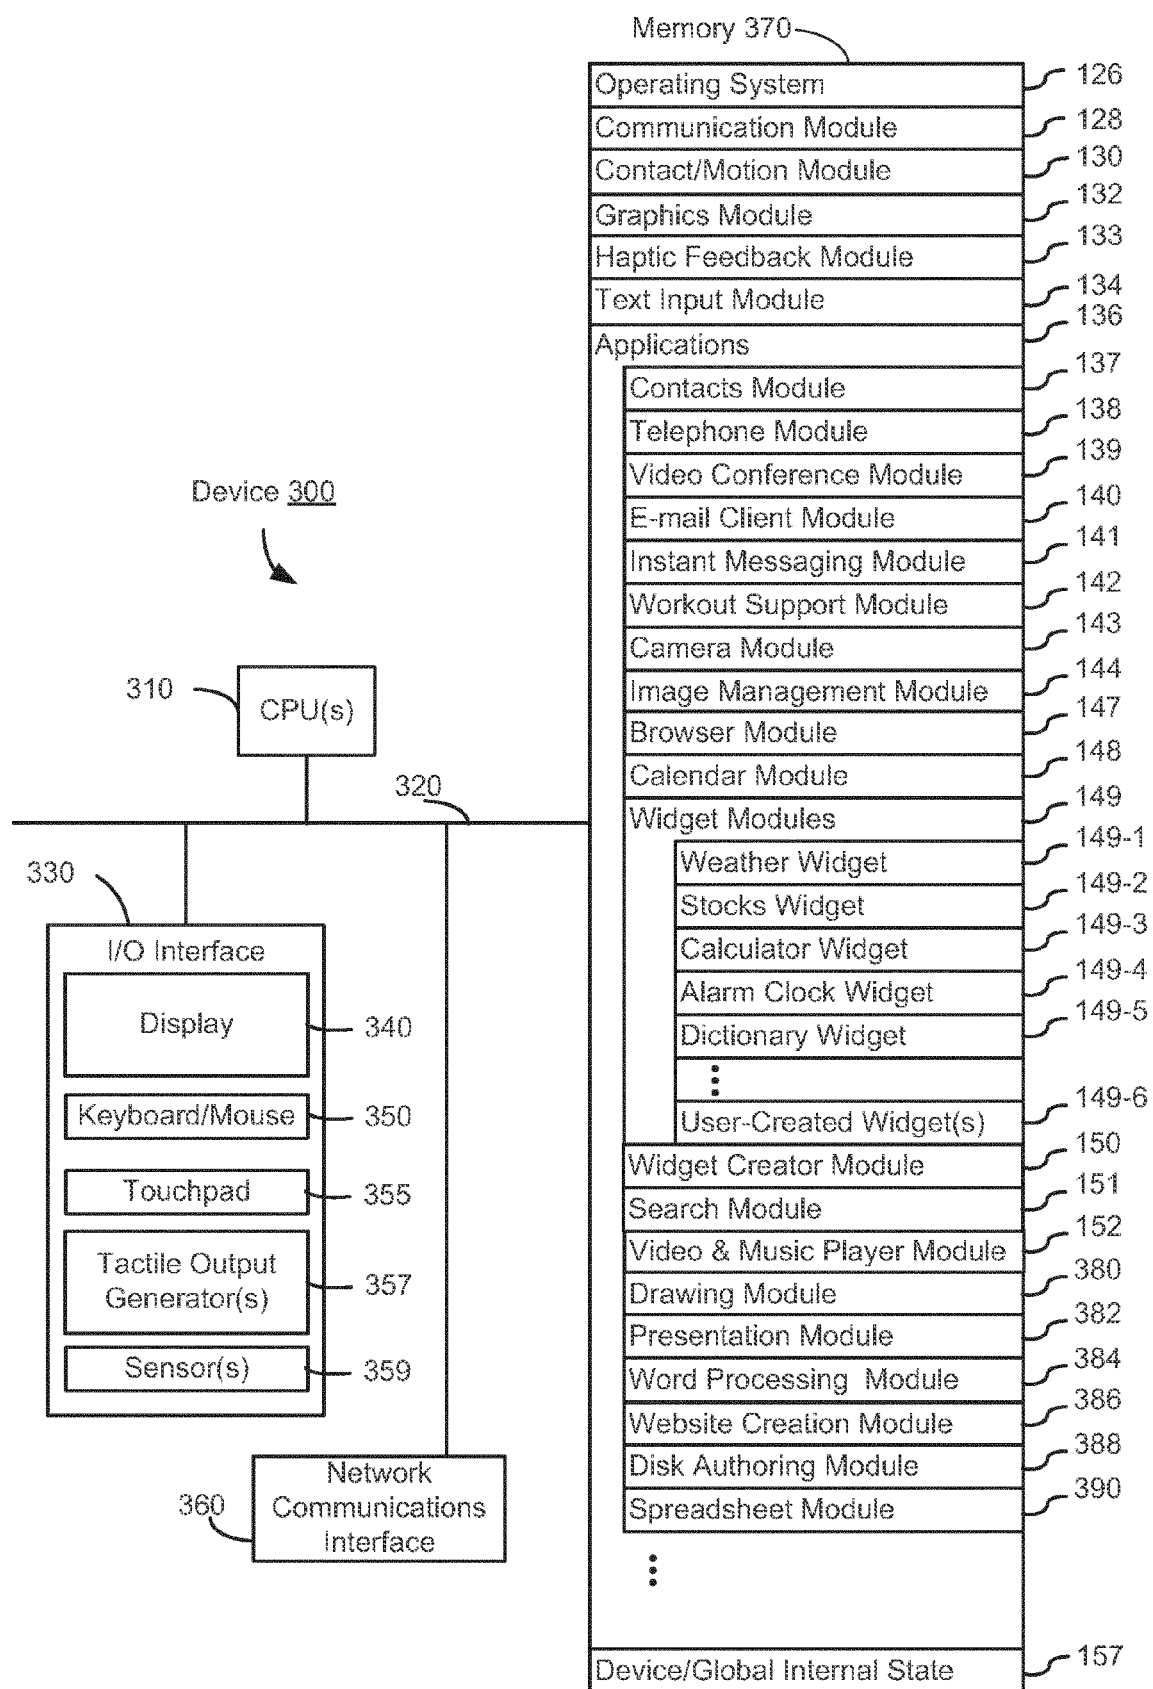 Memory 370
Operating System 126
Communication Module 128
Contact/Motion Module 130
Graphics Module 132
Haptic Feedback Module 133
Text Input Module 134
Applications 136
Contacts Module 137
Telephone Module 138
Video Conference Module 139
E-mail Client Module 140
Instant Messaging Module 141
Workout Support Module 142
Camera Module 143
Image Management Module 144
Browser Module 147
Calendar Module 148
Widget Modules 149
Weather Widget 149-1
Stocks Widget 149-2
Calculator Widget 149-3
Alarm Clock Widget 149-4
Dictionary Widget 149-5
User-Created Widget(s) 149-6
Widget Creator Module 150
Search Module 151
Video & Music Player Module 152
Drawing Module 380
Presentation Module 382
Word Processing Module 384
Website Creation Module 386
Disk Authoring Module 388
Spreadsheet Module 390
Device/Global Internal State 157
Device 300
310
CPU(s)
320
330
I/O Interface
Display 340
Keyboard/Mouse 350
Touchpad 355
Tactile Output
Generator(s) 357
Sensor(s) 359
360
Network
Communications
Interface